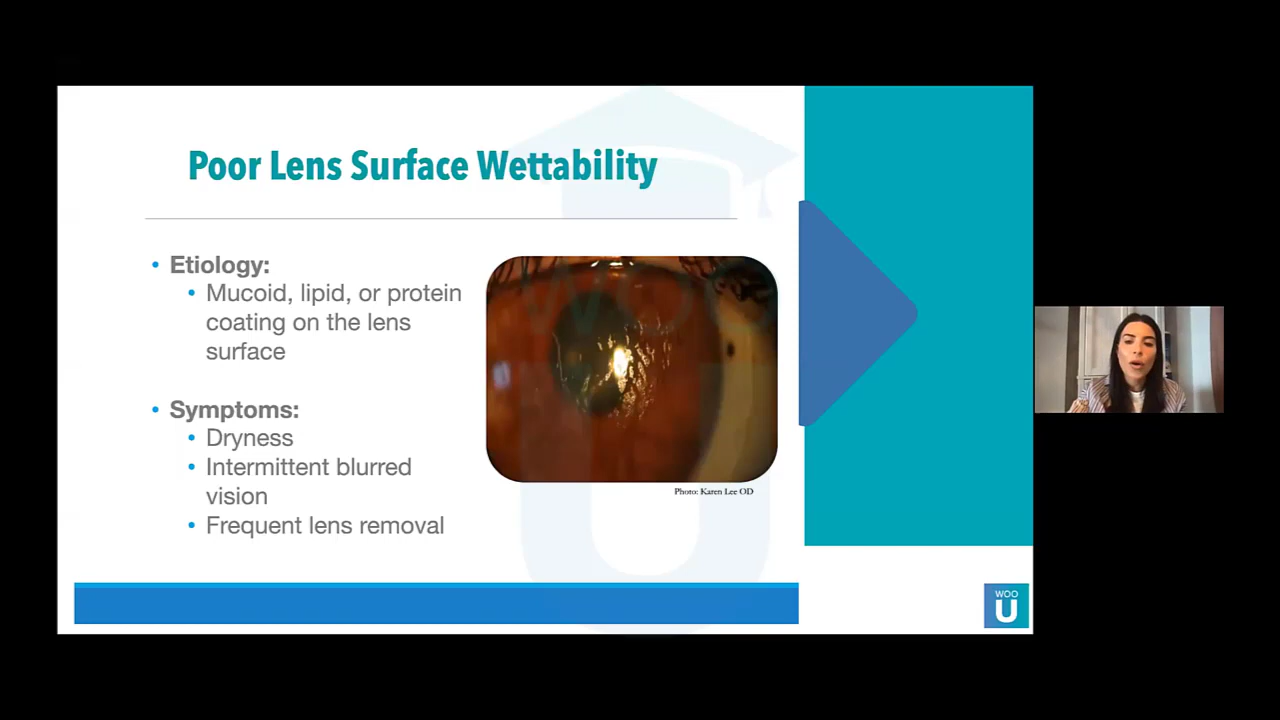 Poor Lens Surface Wettability
• Etiology:
• Mucoid, lipid, or protein
coating on the lens
surface
• Symptoms:
• Dryness
• Intermittent blurred
vision
• Frequent lens removal
WOO
Photo: Karen Lee OD
WOO
U